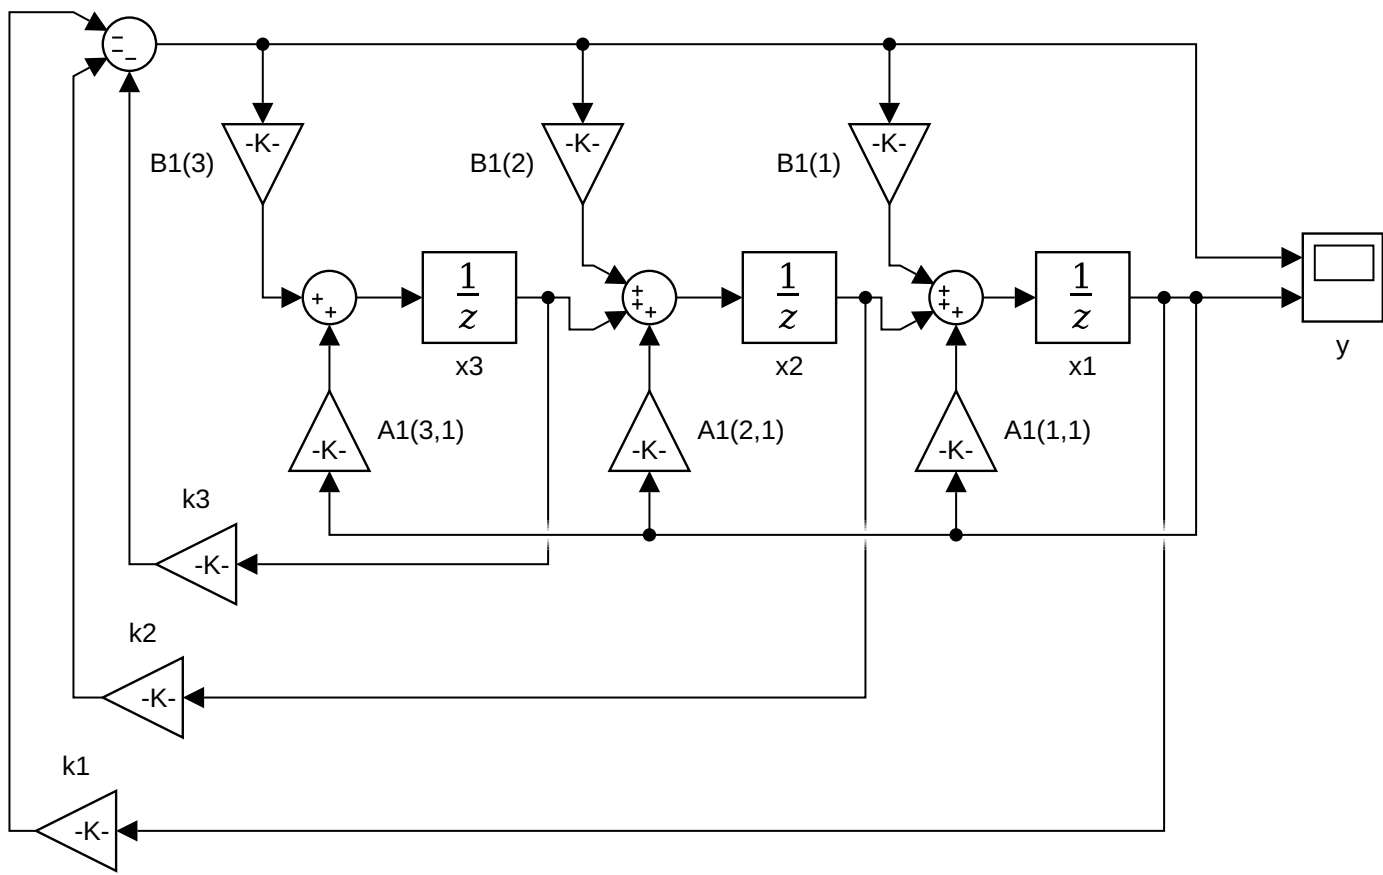 -K-
-K-
-K-
B1(3)
B1(2)
B1(1)
1
z
1
z
1
z
x3
x2
x1
y
A1(3,1)
A1(2,1)
A1(1,1)
-K-
-K-
-K-
k3
-K-
k2
-K-
k1
-K-